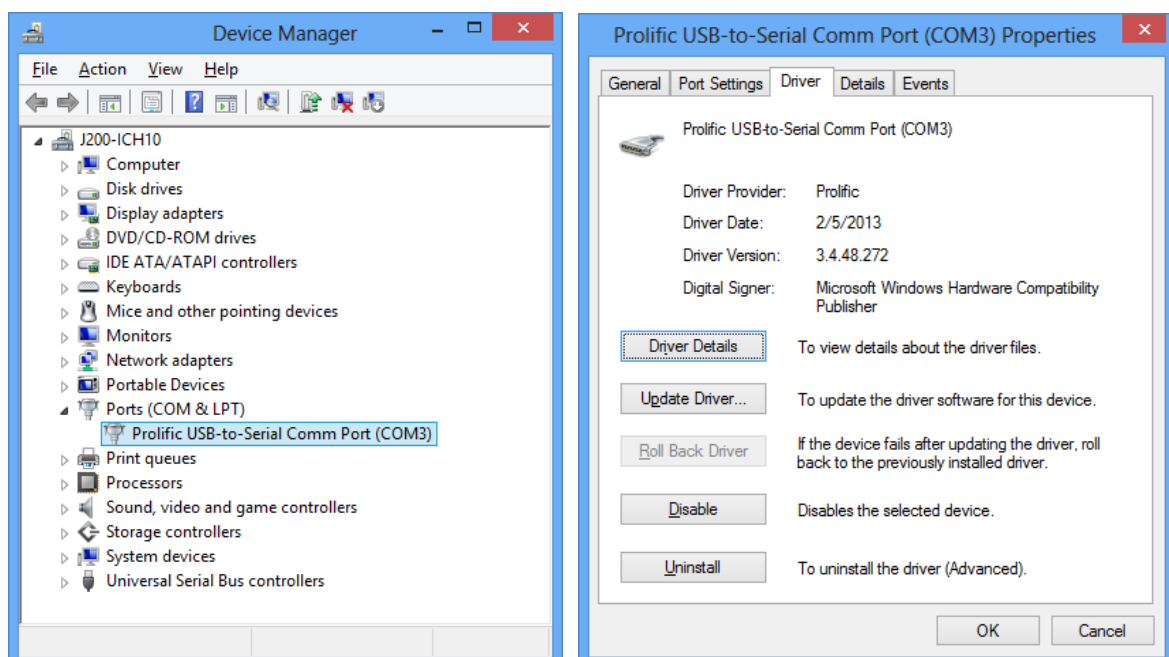 Device Manager
File Action View Help
J200-ICH10
Computer
Disk drives
Display adapters
DVD/CD-ROM drives
IDE ATA/ATAPI controllers
Keyboards
Mice and other pointing devices
Monitors
Network adapters
Portable Devices
Ports (COM & LPT)
Prolific USB-to-Serial Comm Port (COM3)
Print queues
Processors
Sound, video and game controllers
Storage controllers
System devices
Universal Serial Bus controllers
Prolific USB-to-Serial Comm Port (COM3) Properties
General Port Settings Driver Details Events
Prolific USB-to-Serial Comm Port (COM3)
Driver Provider: Prolific
Driver Date: 2/5/2013
Driver Version: 3.4.48.272
Digital Signer: Microsoft Windows Hardware Compatibility
Publisher
Driver Details To view details about the driver files.
Update Driver... To update the driver software for this device.
Roll Back Driver If the device fails after updating the driver, roll
back to the previously installed driver.
Disable Disables the selected device.
Uninstall To uninstall the driver (Advanced).
OK Cancel